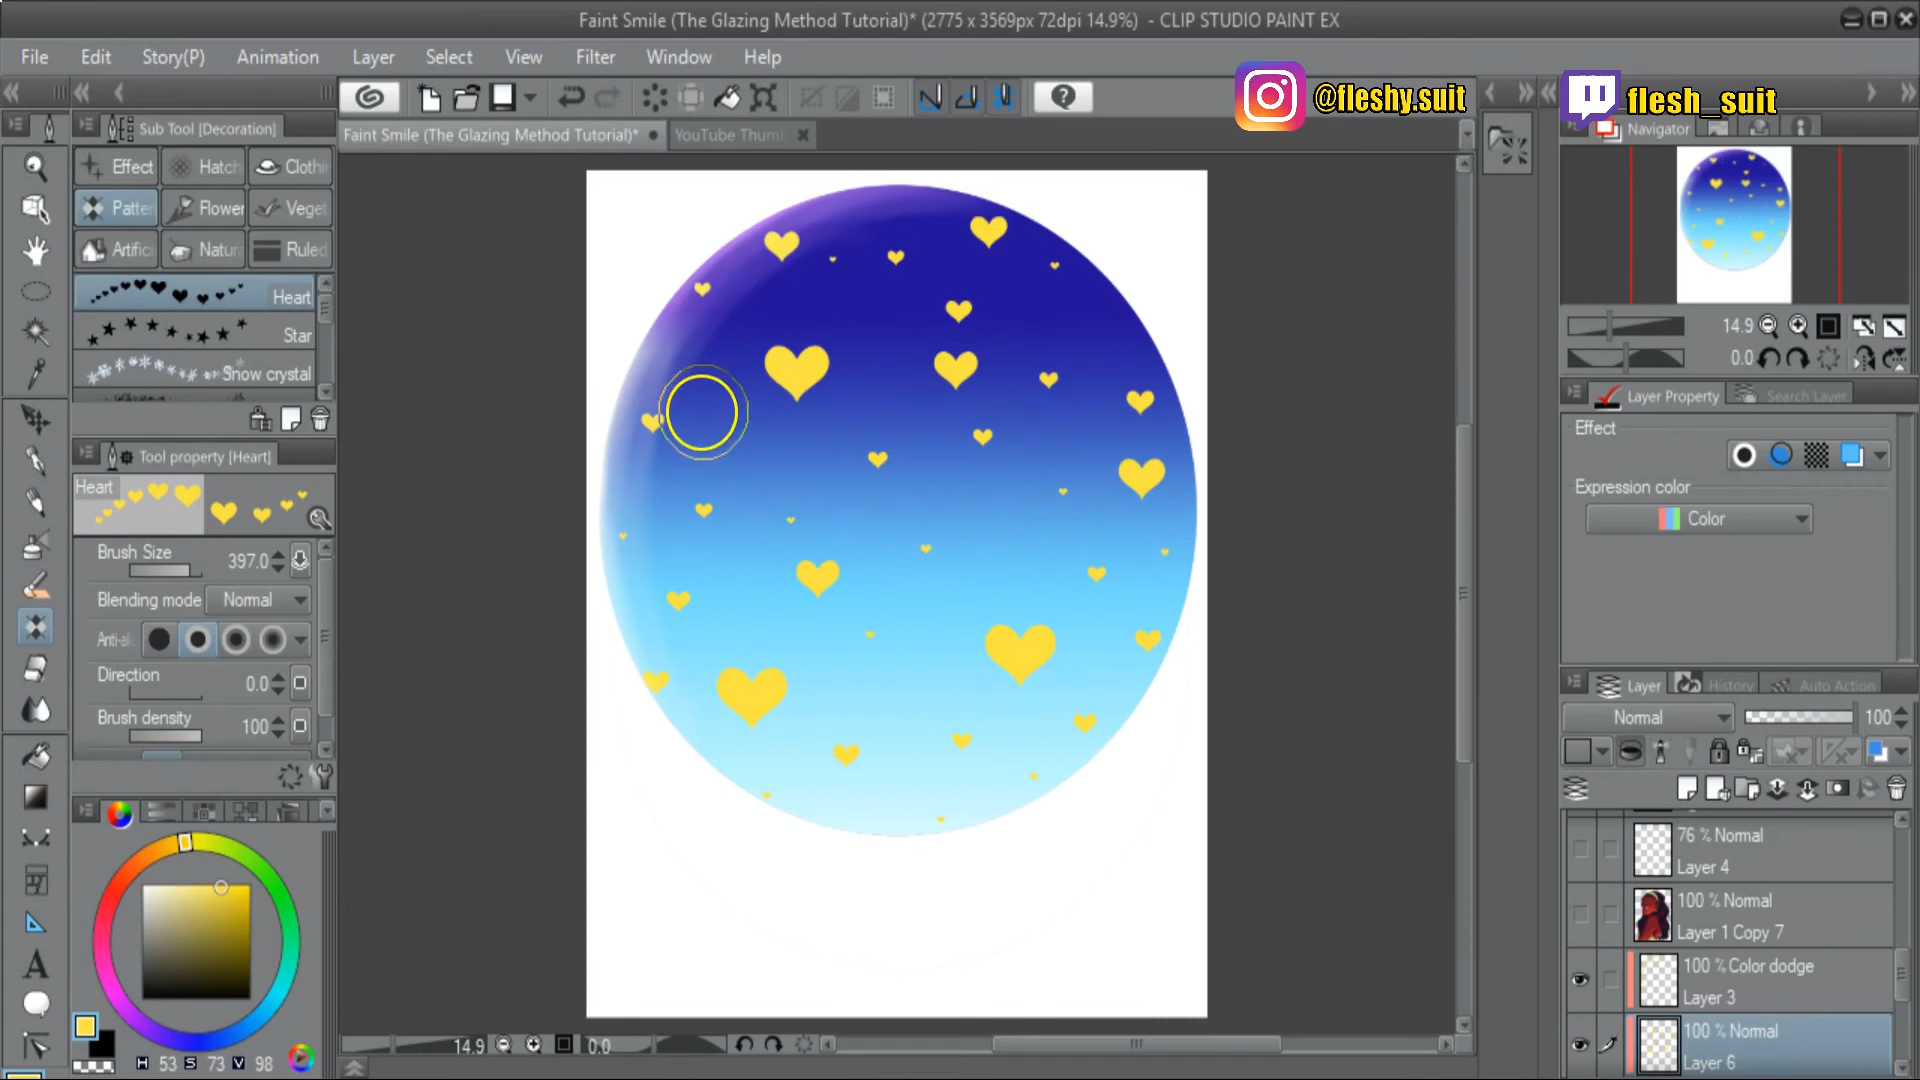 Faint Smile (The Glazing Method Tutorial)* (2775 x 3569px 72dpi 14.9%)  - CLIP STUDIO PAINT EX
File Edit Story(P) Animation Layer Select View Filter Window Help
@fleshy.suit
flesh_suit
Sub Tool [Decoration]
Faint Smile (The Glazing Method Tutorial)*
YouTube Thum
Navigator
Effect Hatch Clothi
Patte Flower Veget
Artific Natura Ruled
Heart
Star
Snow crystal
14.9
0.0
Layer Property Search Layer
Effect
Expression color
Color
Tool property [Heart]
Heart
Brush Size 397.0
Blending mode Normal
Anti-al
Direction 0.0
Brush density 100
Layer History Auto Action
Normal 100
76 % Normal
Layer 4
100 % Normal
Layer 1 Copy 7
100 % Color dodge
Layer 3
100 % Normal
Layer 6
H 53 S 73 V 98
14.9 0.0